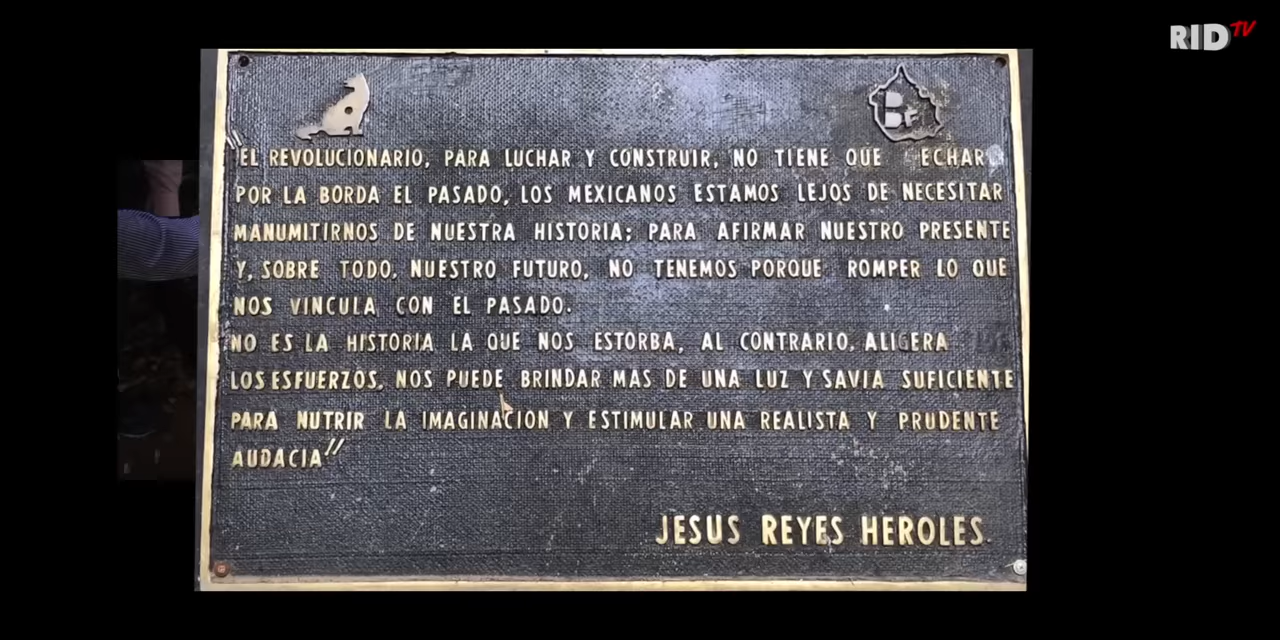 RID TV
BF
"EL REVOLUCIONARIO, PARA LUCHAR Y CONSTRUIR, NO TIENE QUE ECHAR
POR LA BORDA EL PASADO, LOS MEXICANOS ESTAMOS LEJOS DE NECESITAR
MANUMITIRNOS DE NUESTRA HISTORIA; PARA AFIRMAR NUESTRO PRESENTE
Y, SOBRE TODO, NUESTRO FUTURO, NO TENEMOS PORQUE ROMPER LO QUE
NOS VINCULA CON EL PASADO.
NO ES LA HISTORIA LA QUE NOS ESTORBA, AL CONTRARIO, ALIGERA
LOS ESFUERZOS, NOS PUEDE BRINDAR MAS DE UNA LUZ Y SAVIA SUFICIENTE
PARA NUTRIR LA IMAGINACION Y ESTIMULAR UNA REALISTA Y PRUDENTE
AUDACIA"
JESUS REYES HEROLES.